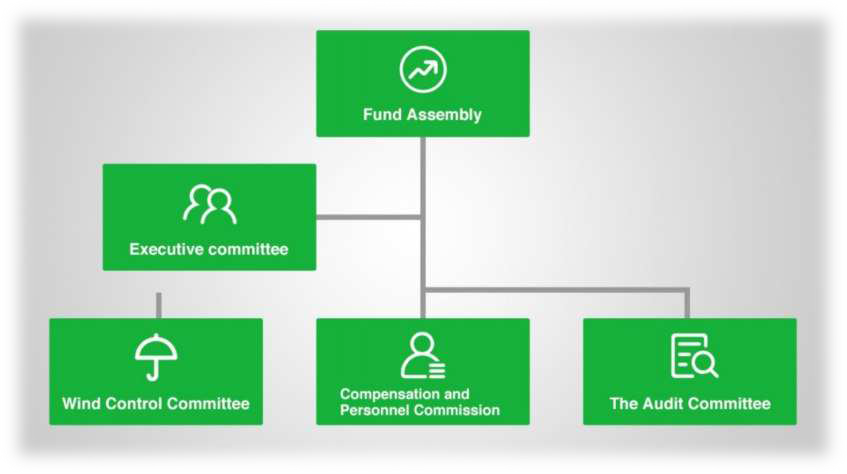 Fund Assembly
Executive committee
Wind Control Committee
Compensation and
Personnel Commission
The Audit Committee